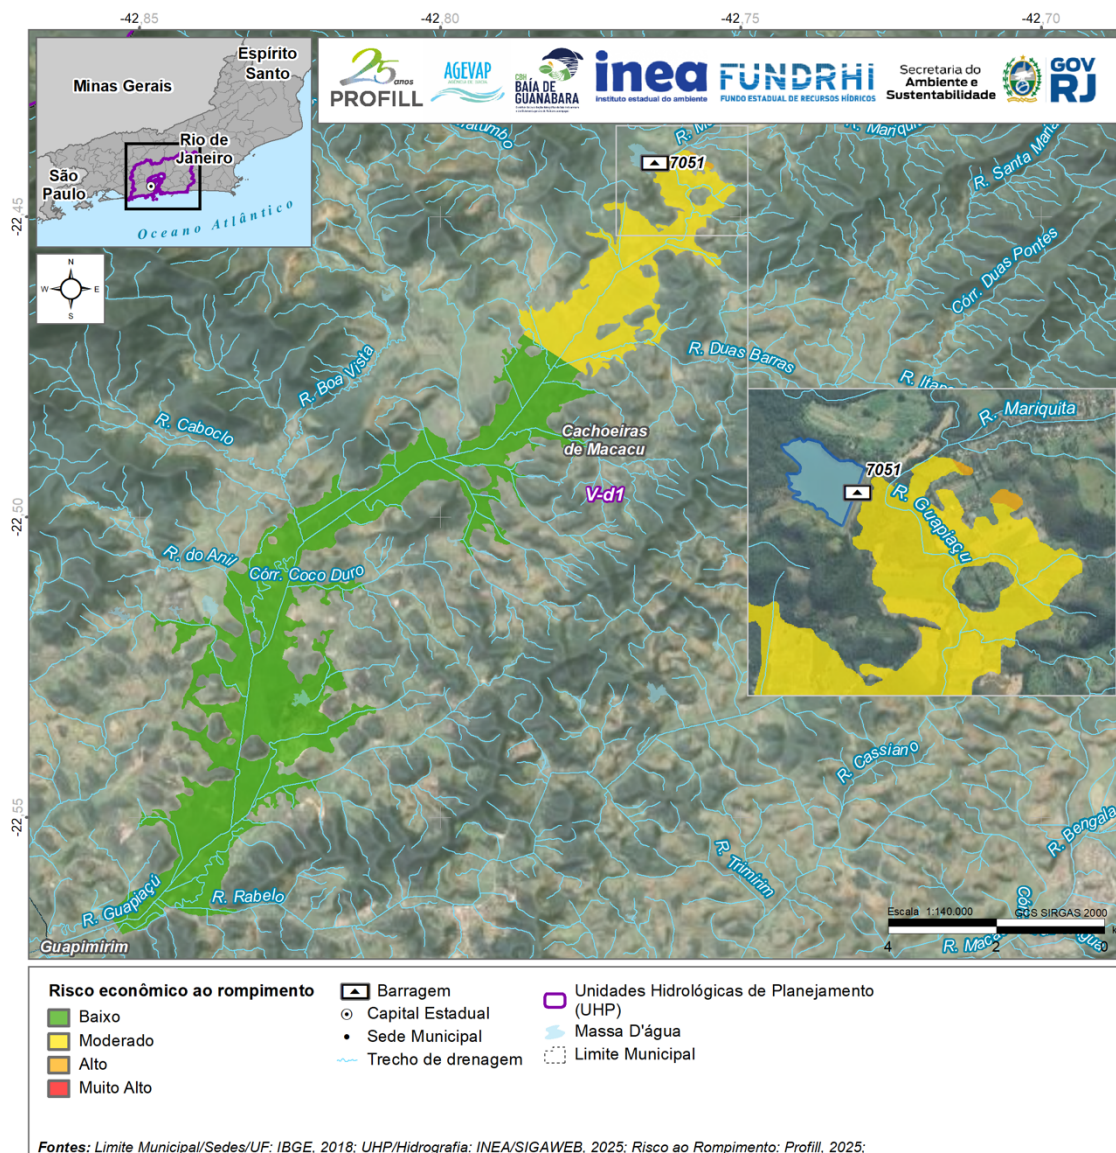 -42,85
-42,80
-42,75
-42,70
Espírito
Santo
Minas Gerais
Rio de
Janeiro
São
Paulo
Oceano Atlântico
25 anos
PROFILL
AGEVAP
CBH
BAÍA DE
GUANABARA
inea
instituto estadual do ambiente
FUNDRHI
FUNDO ESTADUAL DE RECURSOS HÍDRICOS
Secretaria do
Ambiente e
Sustentabilidade
GOV
RJ
N
W
E
S
-22,45
-22,50
-22,55
7051
R. Mariqui
R. Santa Maria
Córr. Duas Pontes
R. Duas Barras
R. Boa Vista
R. Caboclo
Cachoeiras
de Macacu
V-d1
R. do Anil
Córr. Coco Duro
R. Mariquita
7051
R. Guapiaçu
R. Cassiano
R. Bengala
R. Trimirim
R. Guapiaçú
R. Rabelo
Guapimirim
Escala 1:140.000
GCS SIRGAS 2000
4
2
0
R. Maca
Risco econômico ao rompimento
Baixo
Moderado
Alto
Muito Alto
Barragem
Capital Estadual
Sede Municipal
Trecho de drenagem
Unidades Hidrológicas de Planejamento
(UHP)
Massa D'água
Limite Municipal
Fontes: Limite Municipal/Sedes/UF: IBGE, 2018; UHP/Hidrografia: INEA/SIGAWEB, 2025; Risco ao Rompimento: Profill, 2025;